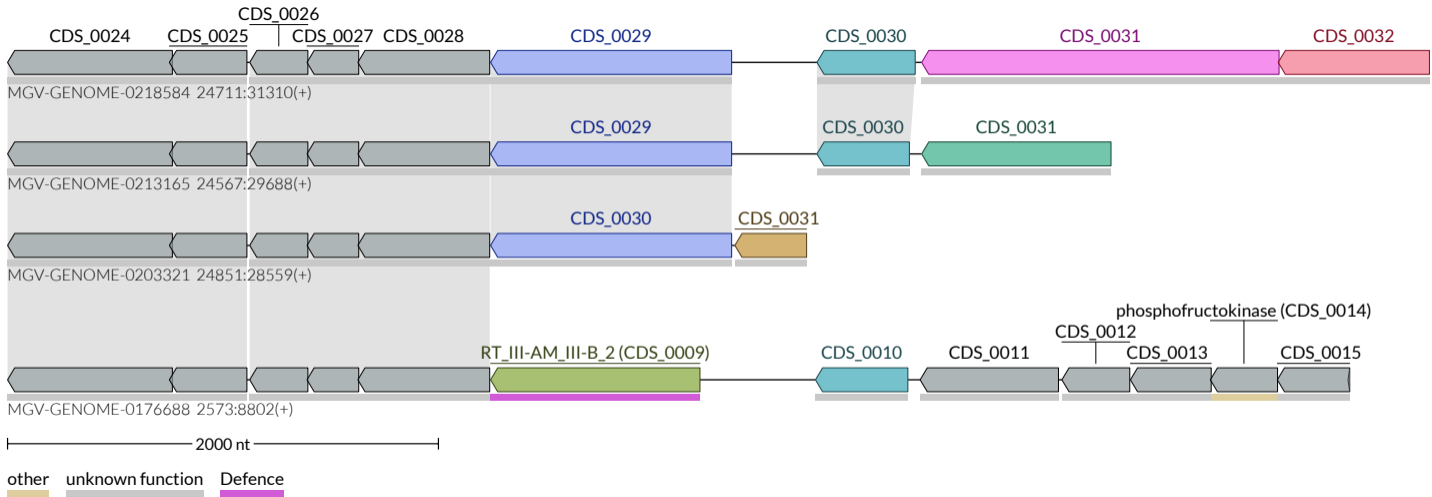 CDS_0026
CDS_0024 CDS_0025 CDS_0027 CDS_0028 CDS_0029 CDS_0030 CDS_0031 CDS_0032
MGV-GENOME-0218584 24711:31310(+)
CDS_0029 CDS_0030 CDS_0031
MGV-GENOME-0213165 24567:29688(+)
CDS_0030 CDS_0031
MGV-GENOME-0203321 24851:28559(+)
phosphofructokinase (CDS_0014)
CDS_0012
RT_III-AM_III-B_2 (CDS_0009) CDS_0010 CDS_0011 CDS_0013 CDS_0015
MGV-GENOME-0176688 2573:8802(+)
2000 nt
other unknown function Defence